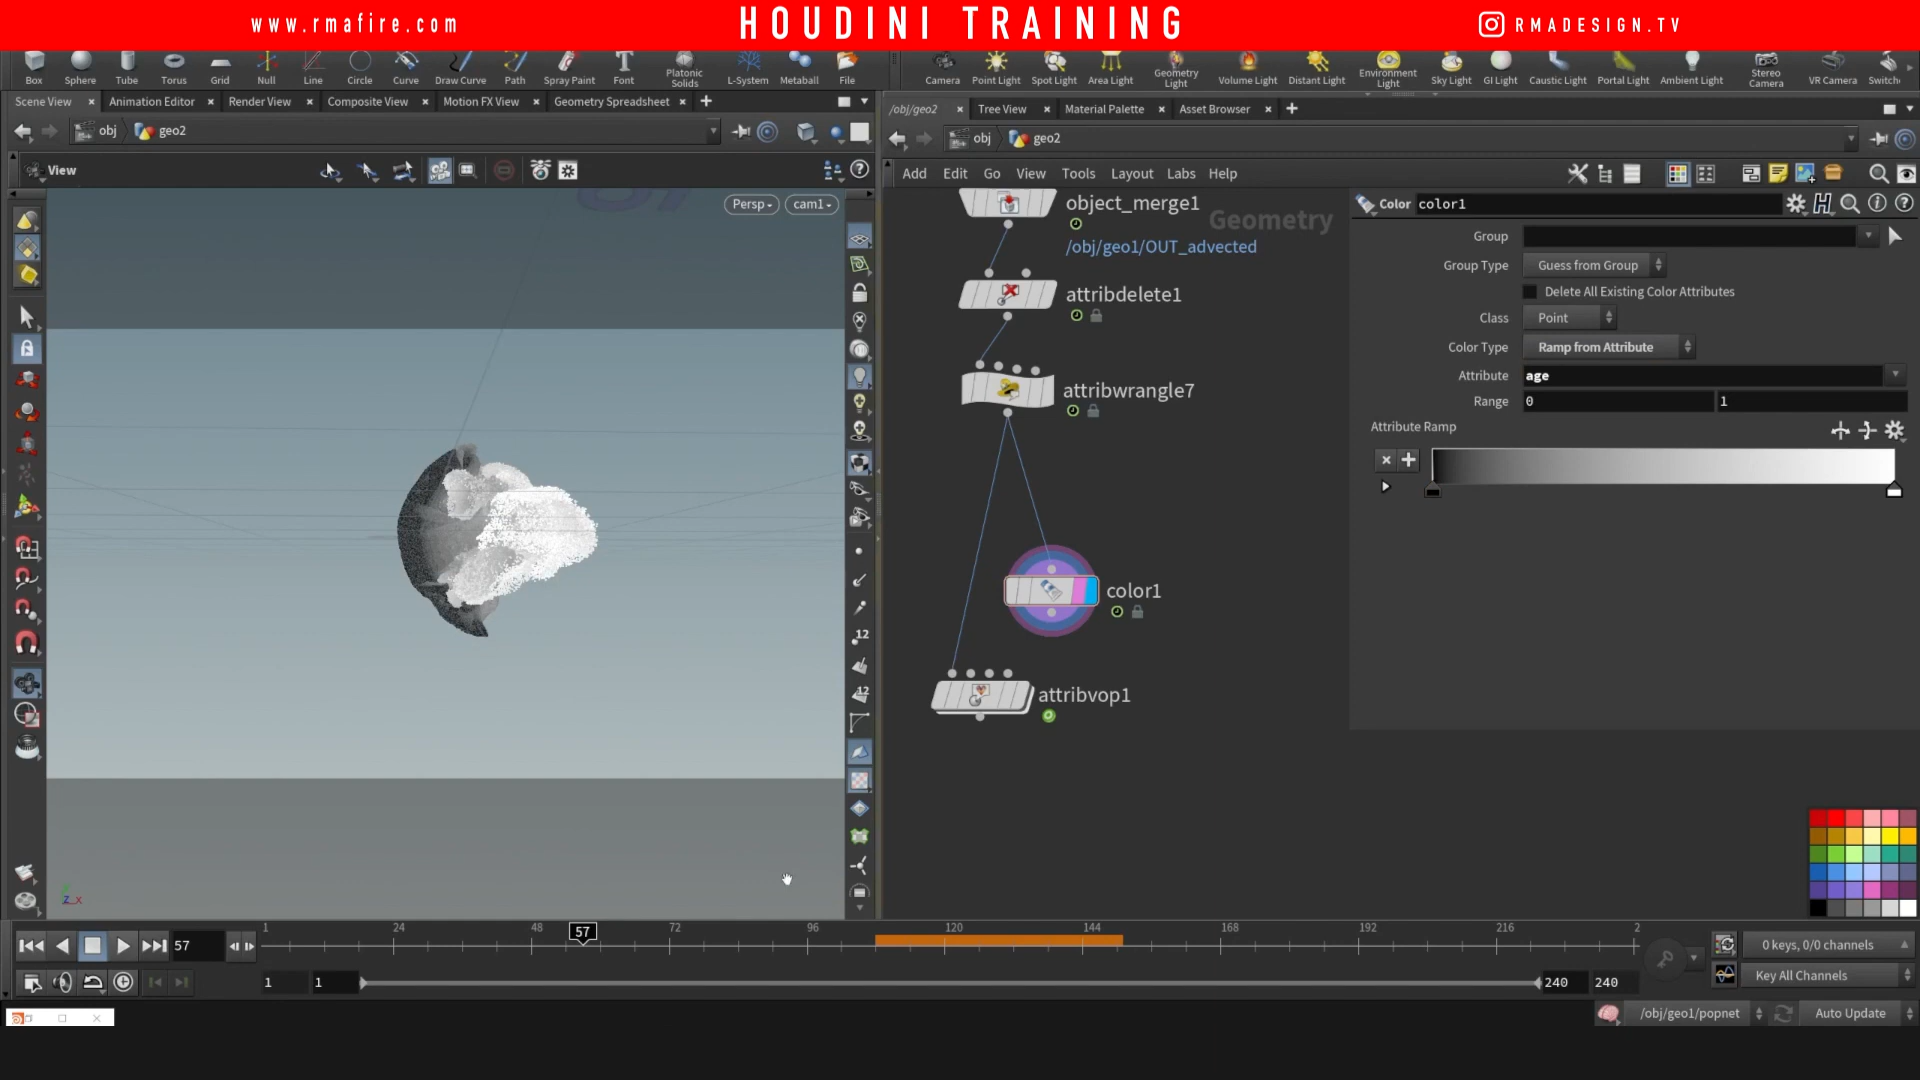 www.rmafire.com
HOUDINI TRAINING
RMADESIGN.TV
Box Sphere Tube Torus Grid Null Line Circle Curve Draw Curve Path Spray Paint Font Platonic Solids L-System Metaball File
Camera Point Light Spot Light Area Light Geometry Light Volume Light Distant Light Environment Light Sky Light GI Light Caustic Light Portal Light Ambient Light Stereo Camera VR Camera Switch
Scene View Animation Editor Render View Composite View Motion FX View Geometry Spreadsheet
/obj/geo2 Tree View Material Palette Asset Browser
obj geo2
obj geo2
View
Add Edit Go View Tools Layout Labs Help
Persp cam1
object_merge1
Geometry
/obj/geo1/OUT_advected
attribdelete1
attribwrangle7
color1
attribvop1
Color color1
Group
Group Type Guess from Group
Delete All Existing Color Attributes
Class Point
Color Type Ramp from Attribute
Attribute age
Range 0 1
Attribute Ramp
12
12
z x
57
1 24 48 57 72 96 120 144 168 192 216 2
0 keys, 0/0 channels
1 1 240 240
Key All Channels
/obj/geo1/popnet Auto Update